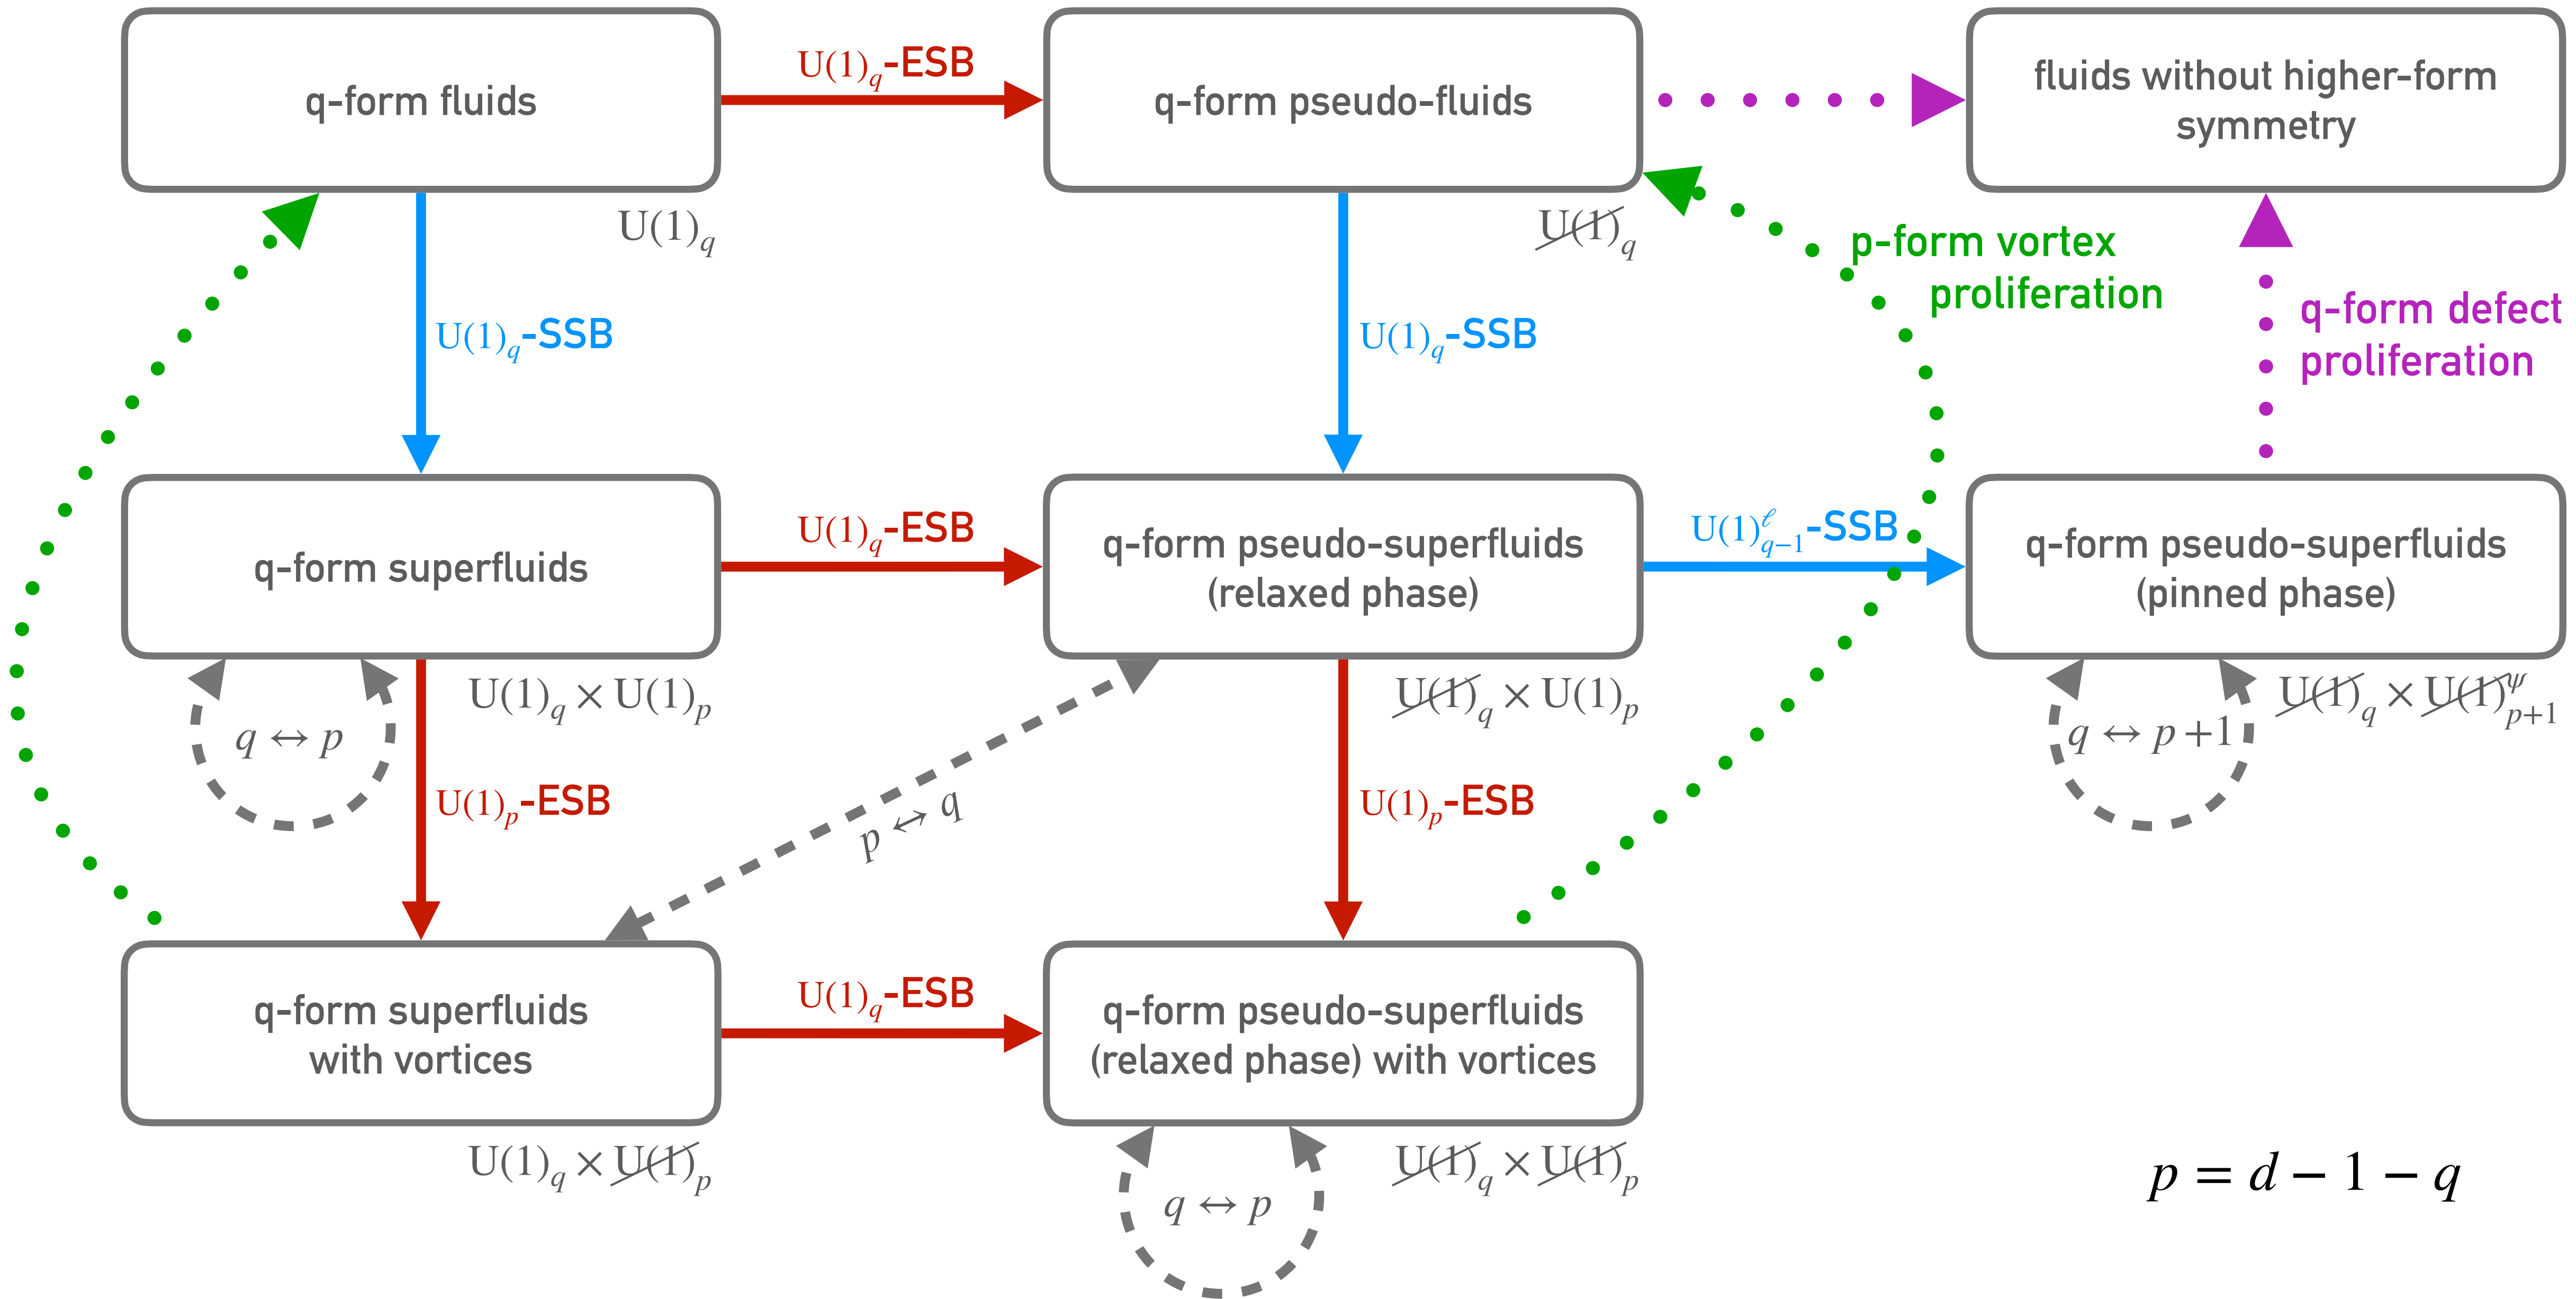 q-form fluids
U(1)q-ESB
q-form pseudo-fluids
fluids without higher-form
symmetry
U(1)q
U(1)q
p-form vortex
proliferation
U(1)q-SSB
U(1)q-SSB
q-form defect
proliferation
q-form superfluids
U(1)q-ESB
q-form pseudo-superfluids
(relaxed phase)
U(1)ℓq−1-SSB
q-form pseudo-superfluids
(pinned phase)
U(1)q × U(1)p
U(1)q × U(1)p
U(1)q × U(1)ψp+1
q ↔ p
q ↔ p+1
U(1)p-ESB
p ↔ q
U(1)p-ESB
q-form superfluids
with vortices
U(1)q-ESB
q-form pseudo-superfluids
(relaxed phase) with vortices
U(1)q × U(1)p
U(1)q × U(1)p
q ↔ p
p = d − 1 − q